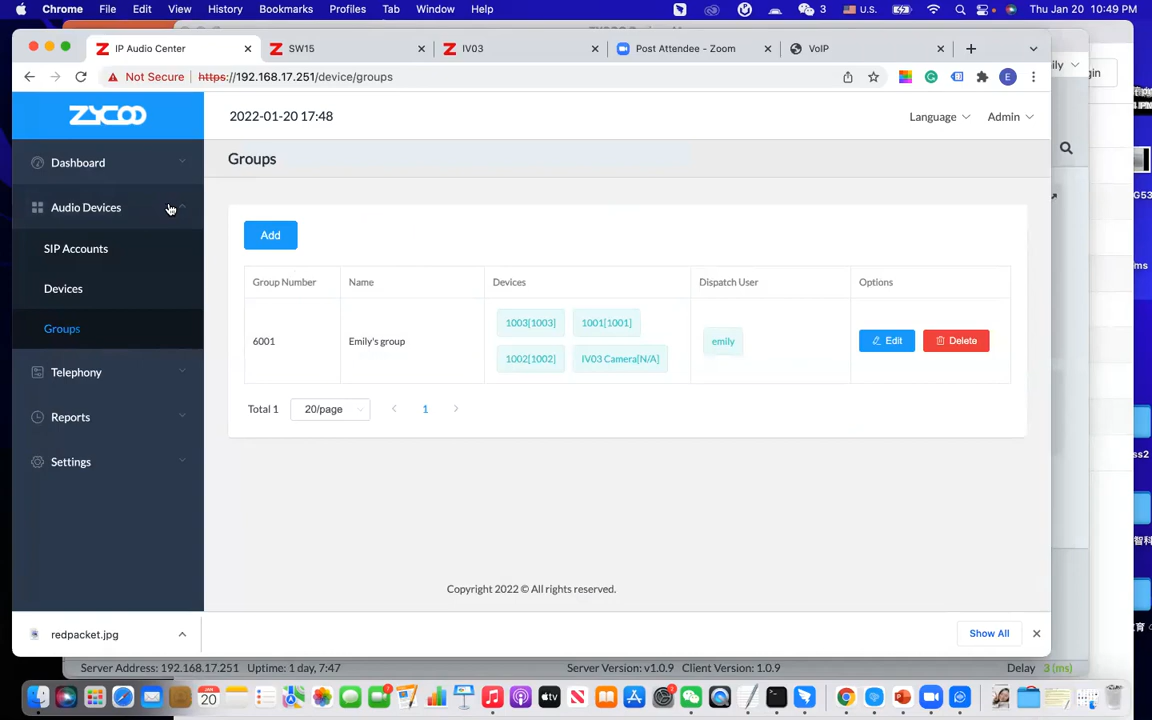 Chrome File Edit View History Bookmarks Profiles Tab Window Help 3 U.S. Thu Jan 20 10:49 PM
IP Audio Center SW15 IV03 Post Attendee - Zoom VoIP
Not Secure https://192.168.17.251/device/groups E
ZYCOO 2022-01-20 17:48 Language Admin
Groups
Dashboard
Audio Devices
SIP Accounts
Devices
Groups
Telephony
Reports
Settings
Add
Group Number Name Devices Dispatch User Options
1003[1003] 1001[1001]
6001 Emily's group emily Edit Delete
1002[1002] IV03 Camera[N/A]
Total 1 20/page 1
Copyright 2022 © All rights reserved.
redpacket.jpg Show All
Server Address: 192.168.17.251 Uptime: 1 day, 7:47 Server Version: v1.0.9 Client Version: 1.0.9 Delay 3 (ms)